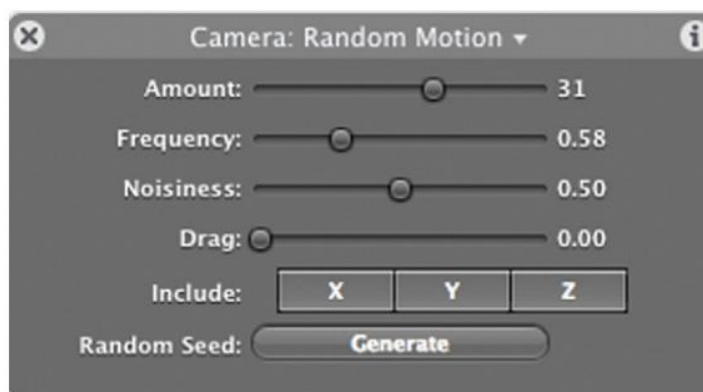 Camera: Random Motion
Amount: 31
Frequency: 0.58
Noisiness: 0.50
Drag: 0.00
Include: X Y Z
Random Seed: Generate